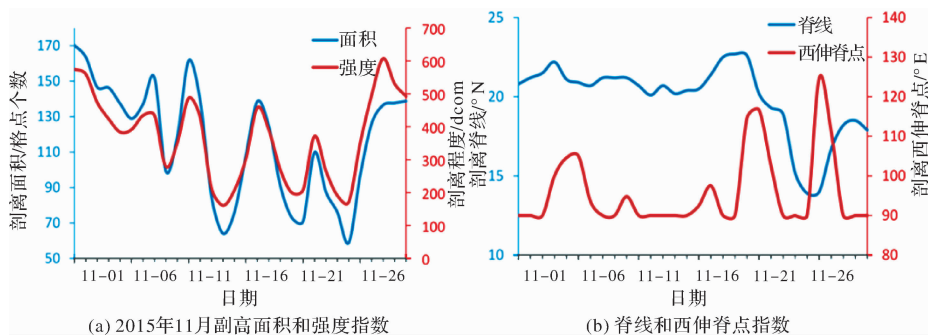 170
150
130
110
90
70
50
剖离面积/格点个数
面积
强度
700
600
500
400
300
200
100
0
剖离程度/dcom
11-01 11-06 11-11 11-16 11-21 11-26
日期
(a) 2015年11月副高面积和强度指数
25
20
15
10
剖离脊线/°N
脊线
西伸脊点
140
130
120
110
100
90
80
剖离西伸脊点/°E
11-01 11-06 11-11 11-16 11-21 11-26
日期
(b) 脊线和西伸脊点指数